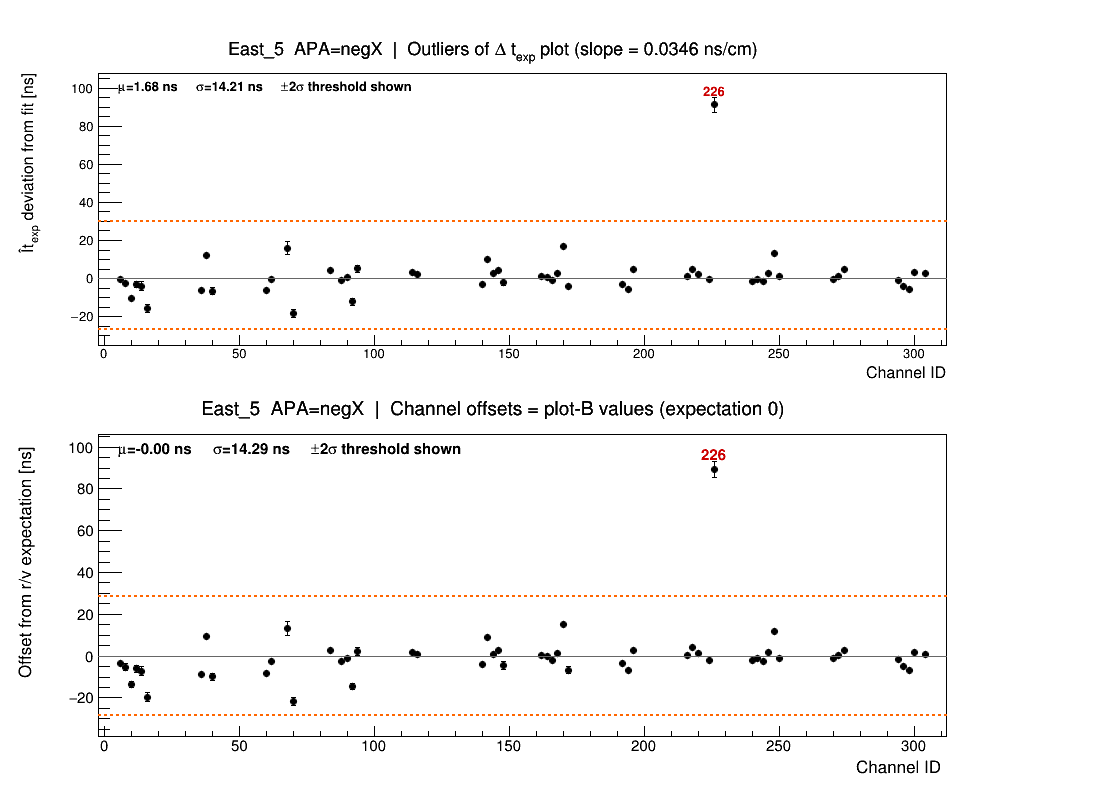 East_5 APA=negX | Outliers of Δ t_exp plot (slope = 0.0346 ns/cm)
Ît_exp deviation from fit [ns]
μ=1.68 ns σ=14.21 ns ±2σ threshold shown
226
100
80
60
40
20
0
−20
0 50 100 150 200 250 300
Channel ID
East_5 APA=negX | Channel offsets = plot-B values (expectation 0)
Offset from r/v expectation [ns]
μ=-0.00 ns σ=14.29 ns ±2σ threshold shown
226
100
80
60
40
20
0
−20
0 50 100 150 200 250 300
Channel ID